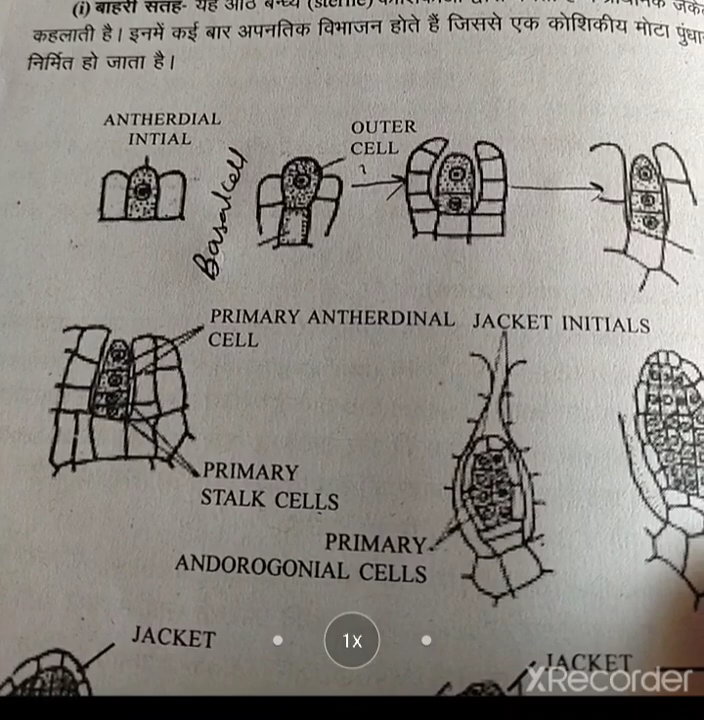 (i) बाहरी सतह- यह आठ बन्ध्य
कहलाती है। इनमें कई बार अपनतिक विभाजन होते हैं जिससे एक कोशिकीय मोटा
निर्मित हो जाता है।
ANTHERDIAL
INTIAL
Basal cell
OUTER
CELL
?
PRIMARY ANTHERDINAL
CELL
JACKET INITIALS
PRIMARY
STALK CELLS
PRIMARY
ANDOROGONIAL CELLS
JACKET
1X
JACKET
XRecorder